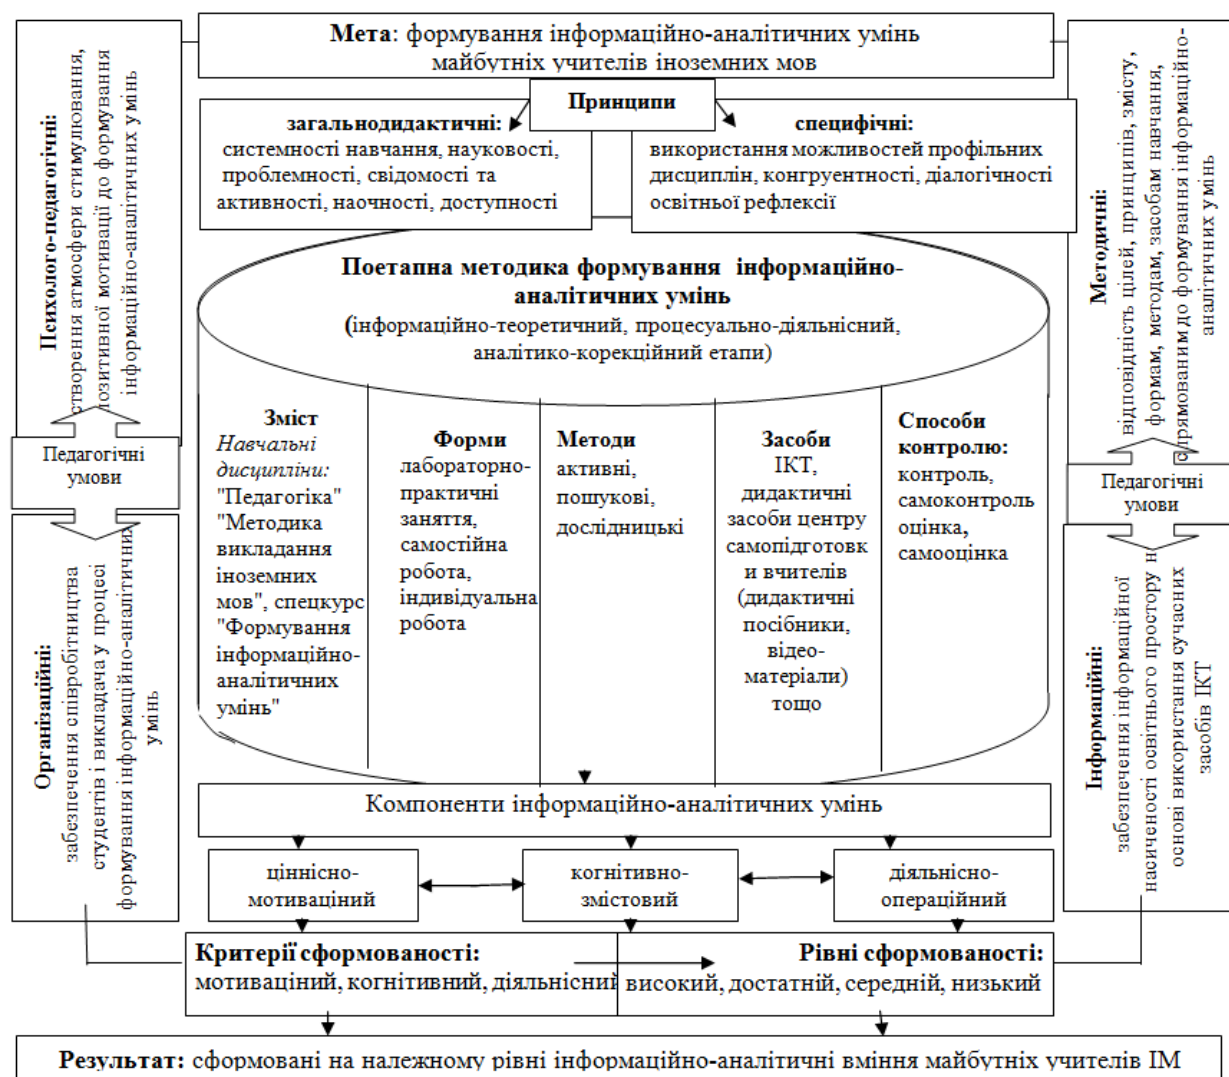 Мета: формування інформаційно-аналітичних умінь
майбутніх учителів іноземних мов
Принципи
загальнодидактичні:
системності навчання, науковості,
проблемності, свідомості та
активності, наочності, доступності
специфічні:
використання можливостей профільних
дисциплін, конгруентності, діалогічності
освітньої рефлексії
Психолого-педагогічні:
створення атмосфери стимулювання,
позитивної мотивації до формування
інформаційно-аналітичних умінь
Педагогічні
умови
Організаційні:
забезпечення співробітництва
студентів і викладача у процесі
формування інформаційно-аналітичних
умінь
Поетапна методика формування інформаційно-
аналітичних умінь
(інформаційно-теоретичний, процесуально-діяльнісний,
аналітико-корекційний етапи)
Зміст
Навчальні
дисципліни:
"Педагогіка"
"Методика
викладання
іноземних
мов", спецкурс
"Формування
інформаційно-
аналітичних
умінь"
Форми
лабораторно-
практичні
заняття,
самостійна
робота,
індивідуальна
робота
Методи
активні,
пошукові,
дослідницькі
Засоби
ІКТ,
дидактичні
засоби центру
самопідготовк
и вчителів
(дидактичні
посібники,
відео-
матеріали)
тощо
Способи
контролю:
контроль,
самоконтроль
оцінка,
самооцінка
Методичні:
відповідність цілей, принципів, змісту,
формам, методам, засобам навчання,
спрямованим до формування інформаційно-
аналітичних умінь
Педагогічні
умови
Інформаційні:
забезпечення інформаційної
насиченості освітнього простору н
основі використання сучасних
засобів ІКТ
Компоненти інформаційно-аналітичних умінь
ціннісно-
мотиваціний
когнітивно-
змістовий
діяльнісно-
операційний
Критерії сформованості:
мотиваціний, когнітивний, діяльнісний
Рівні сформованості:
високий, достатній, середній, низький
Результат: сформовані на належному рівні інформаційно-аналітичні вміння майбутніх учителів ІМ